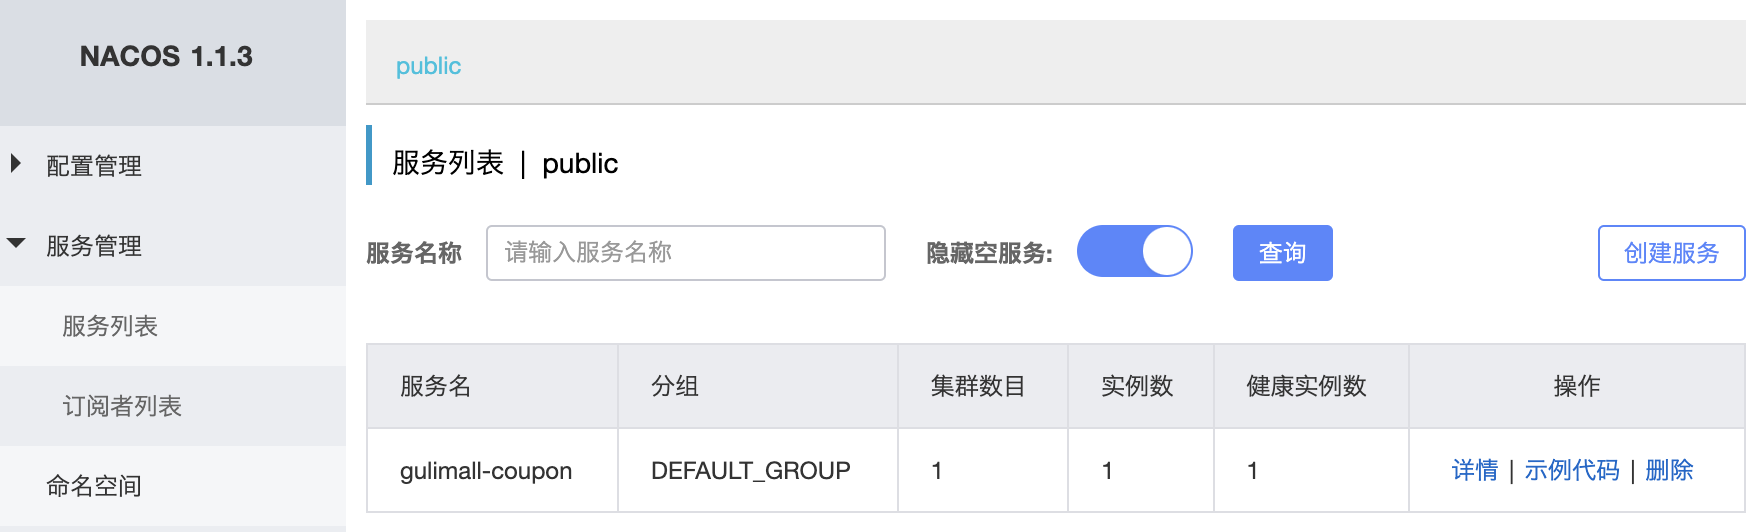 NACOS 1.1.3
配置管理
服务管理
服务列表
订阅者列表
命名空间
public
服务列表 | public
服务名称 请输入服务名称 隐藏空服务: 查询 创建服务
服务名 分组 集群数目 实例数 健康实例数 操作
gulimall-coupon DEFAULT_GROUP 1 1 1 详情 | 示例代码 | 删除